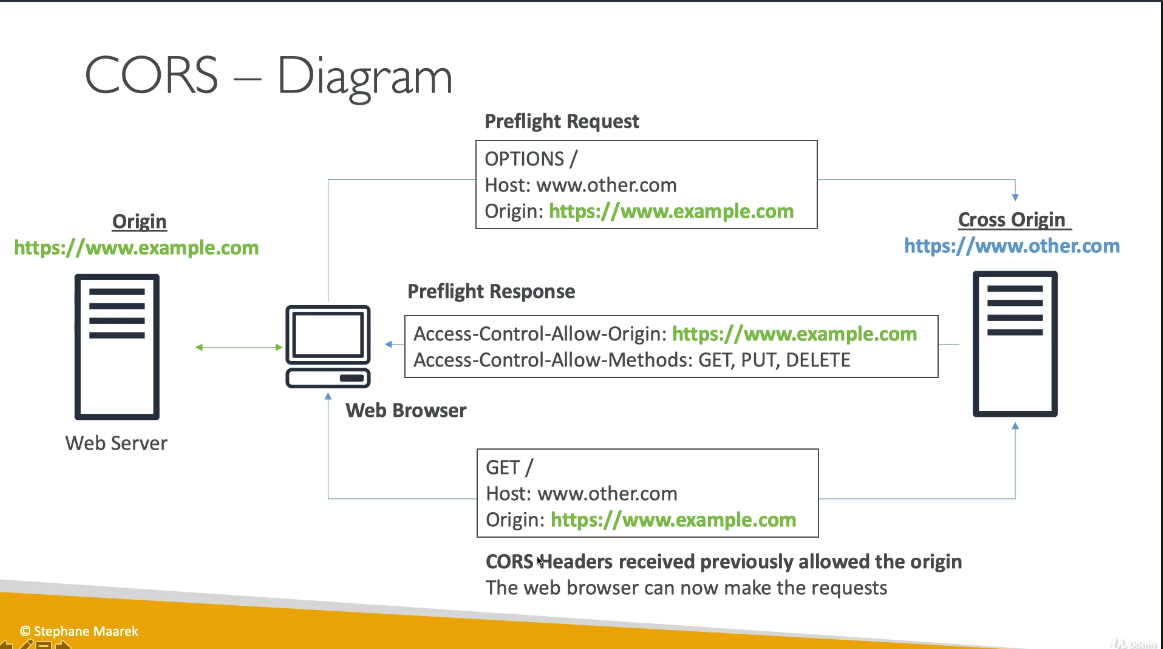 CORS – Diagram
Preflight Request
OPTIONS /
Host: www.other.com
Origin: https://www.example.com
Origin
https://www.example.com
Cross Origin
https://www.other.com
Preflight Response
Access-Control-Allow-Origin: https://www.example.com
Access-Control-Allow-Methods: GET, PUT, DELETE
Web Browser
Web Server
GET /
Host: www.other.com
Origin: https://www.example.com
CORS Headers received previously allowed the origin
The web browser can now make the requests
© Stephane Maarek
Udemy